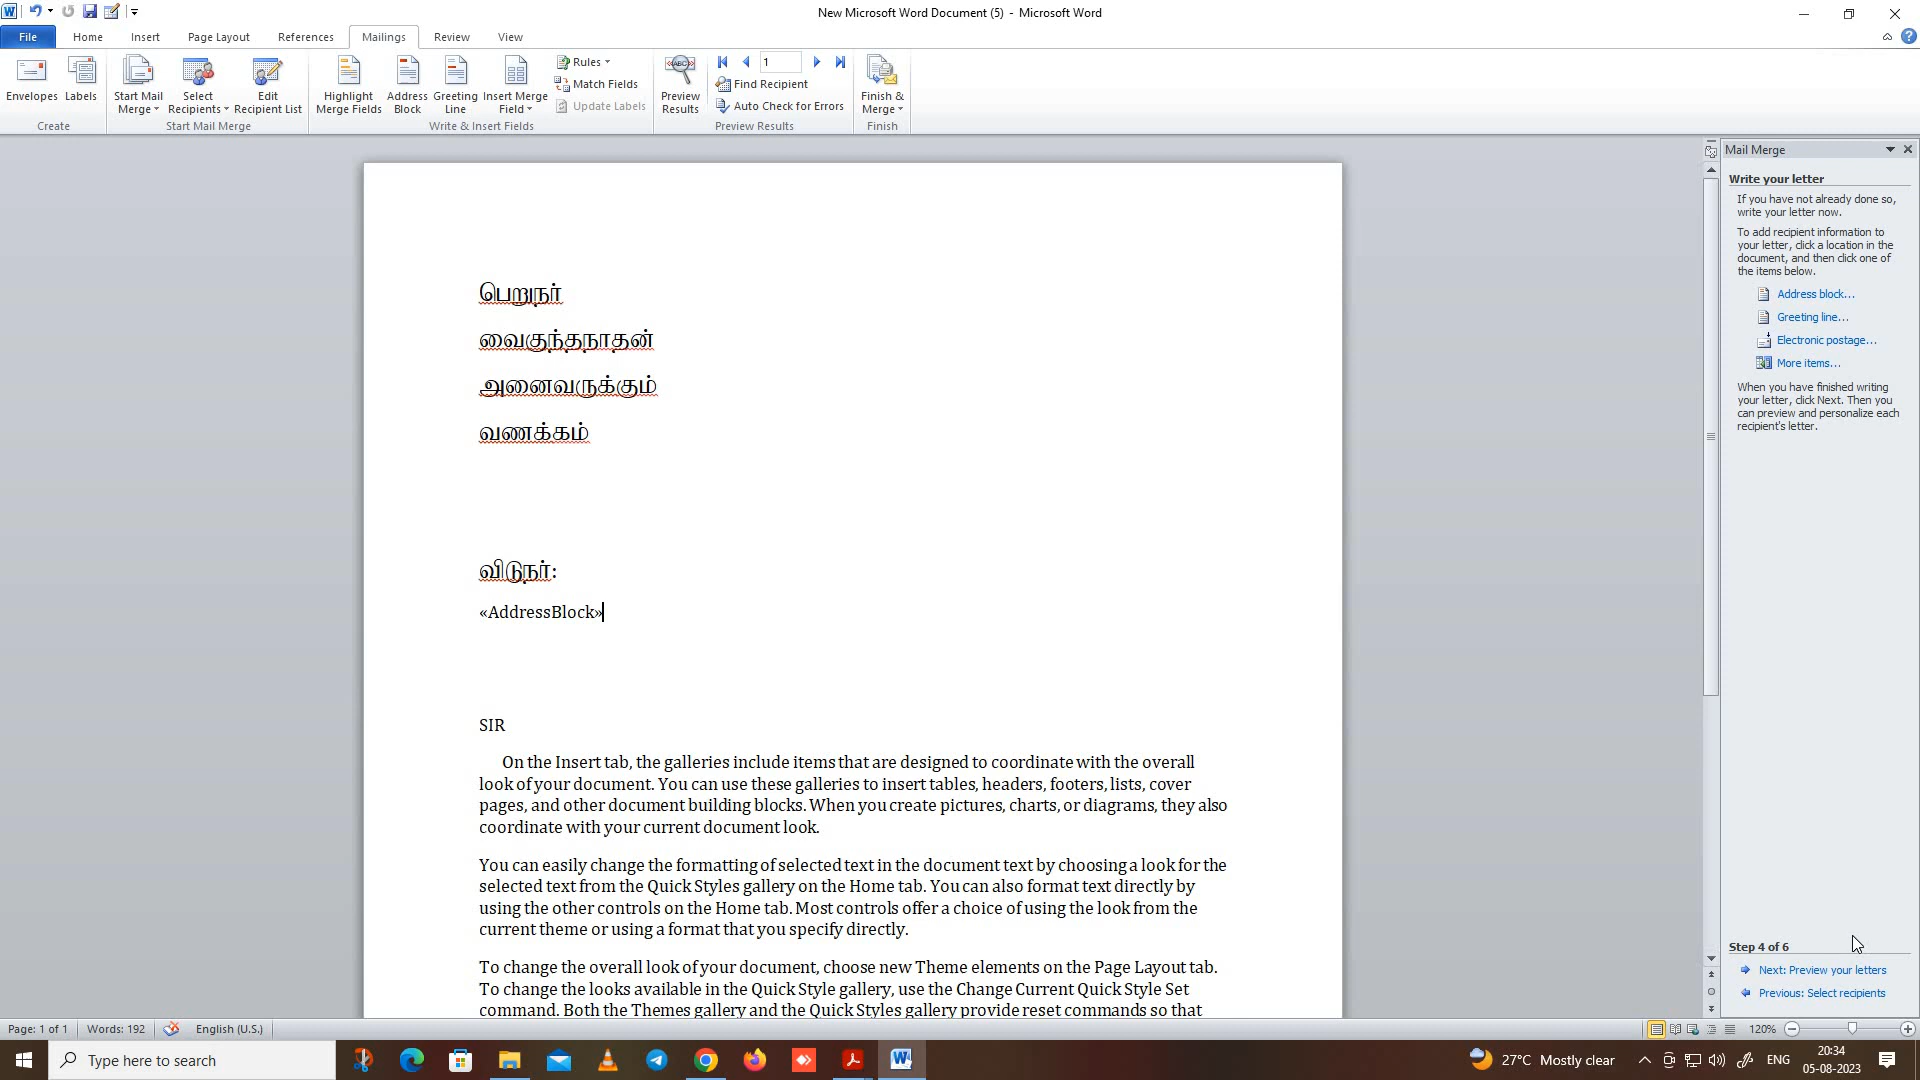 New Microsoft Word Document (5) - Microsoft Word
File Home Insert Page Layout References Mailings Review View
Envelopes Labels Start Mail Merge Select Recipients Edit Recipient List Highlight Merge Fields Address Block Greeting Line Insert Merge Field Rules Match Fields Update Labels Preview Results 1 Find Recipient Auto Check for Errors Finish & Merge
Create Start Mail Merge Write & Insert Fields Preview Results Finish
பெறுநர்
வைகுந்தநாதன்
அனைவருக்கும்
வணக்கம்
விடுநர்:
«AddressBlock»
SIR
On the Insert tab, the galleries include items that are designed to coordinate with the overall
look of your document. You can use these galleries to insert tables, headers, footers, lists, cover
pages, and other document building blocks. When you create pictures, charts, or diagrams, they also
coordinate with your current document look.
You can easily change the formatting of selected text in the document text by choosing a look for the
selected text from the Quick Styles gallery on the Home tab. You can also format text directly by
using the other controls on the Home tab. Most controls offer a choice of using the look from the
current theme or using a format that you specify directly.
To change the overall look of your document, choose new Theme elements on the Page Layout tab.
To change the looks available in the Quick Style gallery, use the Change Current Quick Style Set
command. Both the Themes gallery and the Quick Styles gallery provide reset commands so that
Mail Merge
Write your letter
If you have not already done so,
write your letter now.
To add recipient information to
your letter, click a location in the
document, and then click one of
the items below.
Address block...
Greeting line...
Electronic postage...
More items...
When you have finished writing
your letter, click Next. Then you
can preview and personalize each
recipient's letter.
Step 4 of 6
Next: Preview your letters
Previous: Select recipients
Page: 1 of 1 Words: 192 English (U.S.) 120%
Type here to search 27°C Mostly clear ENG 20:34
05-08-2023